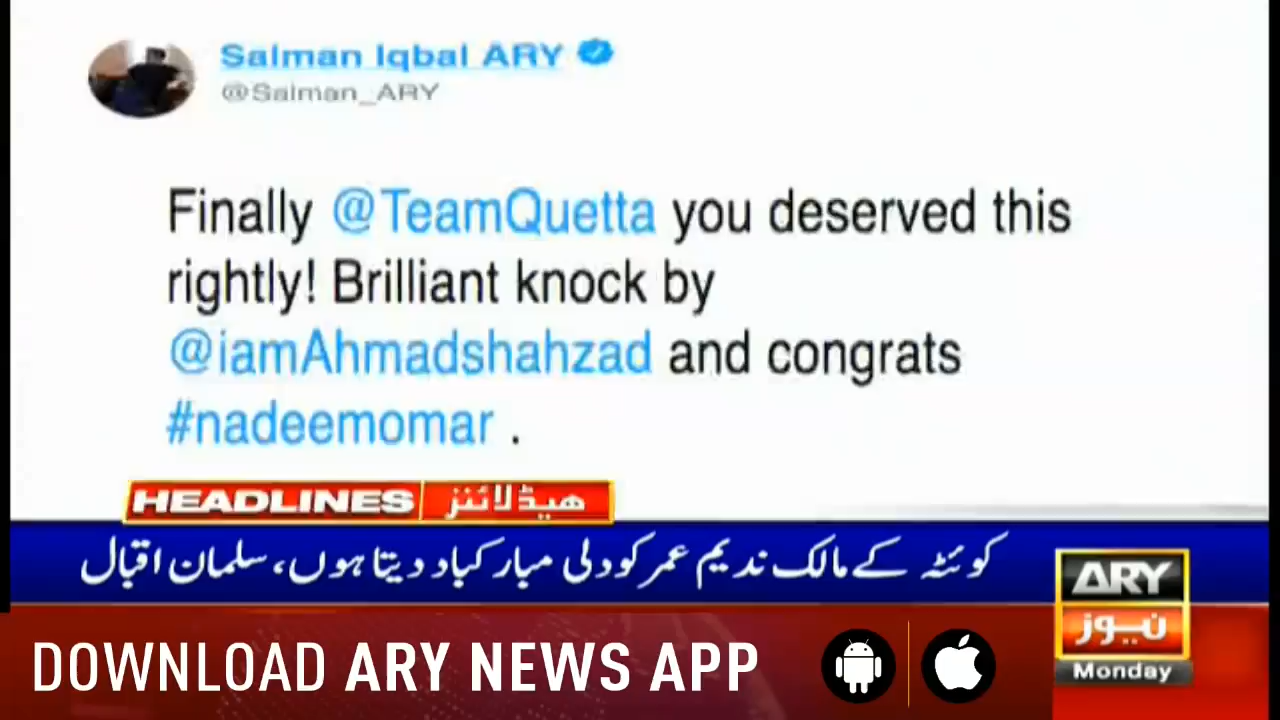 Salman Iqbal ARY
@Salman_ARY
Finally @TeamQuetta you deserved this
rightly! Brilliant knock by
@iamAhmadshahzad and congrats
#nadeemomar .
HEADLINES ہیڈلائنز
کوئٹہ کے مالک ندیم عمر کو دلی مبارکباد دیتا ہوں، سلمان اقبال
ARY
نیوز
Monday
DOWNLOAD ARY NEWS APP